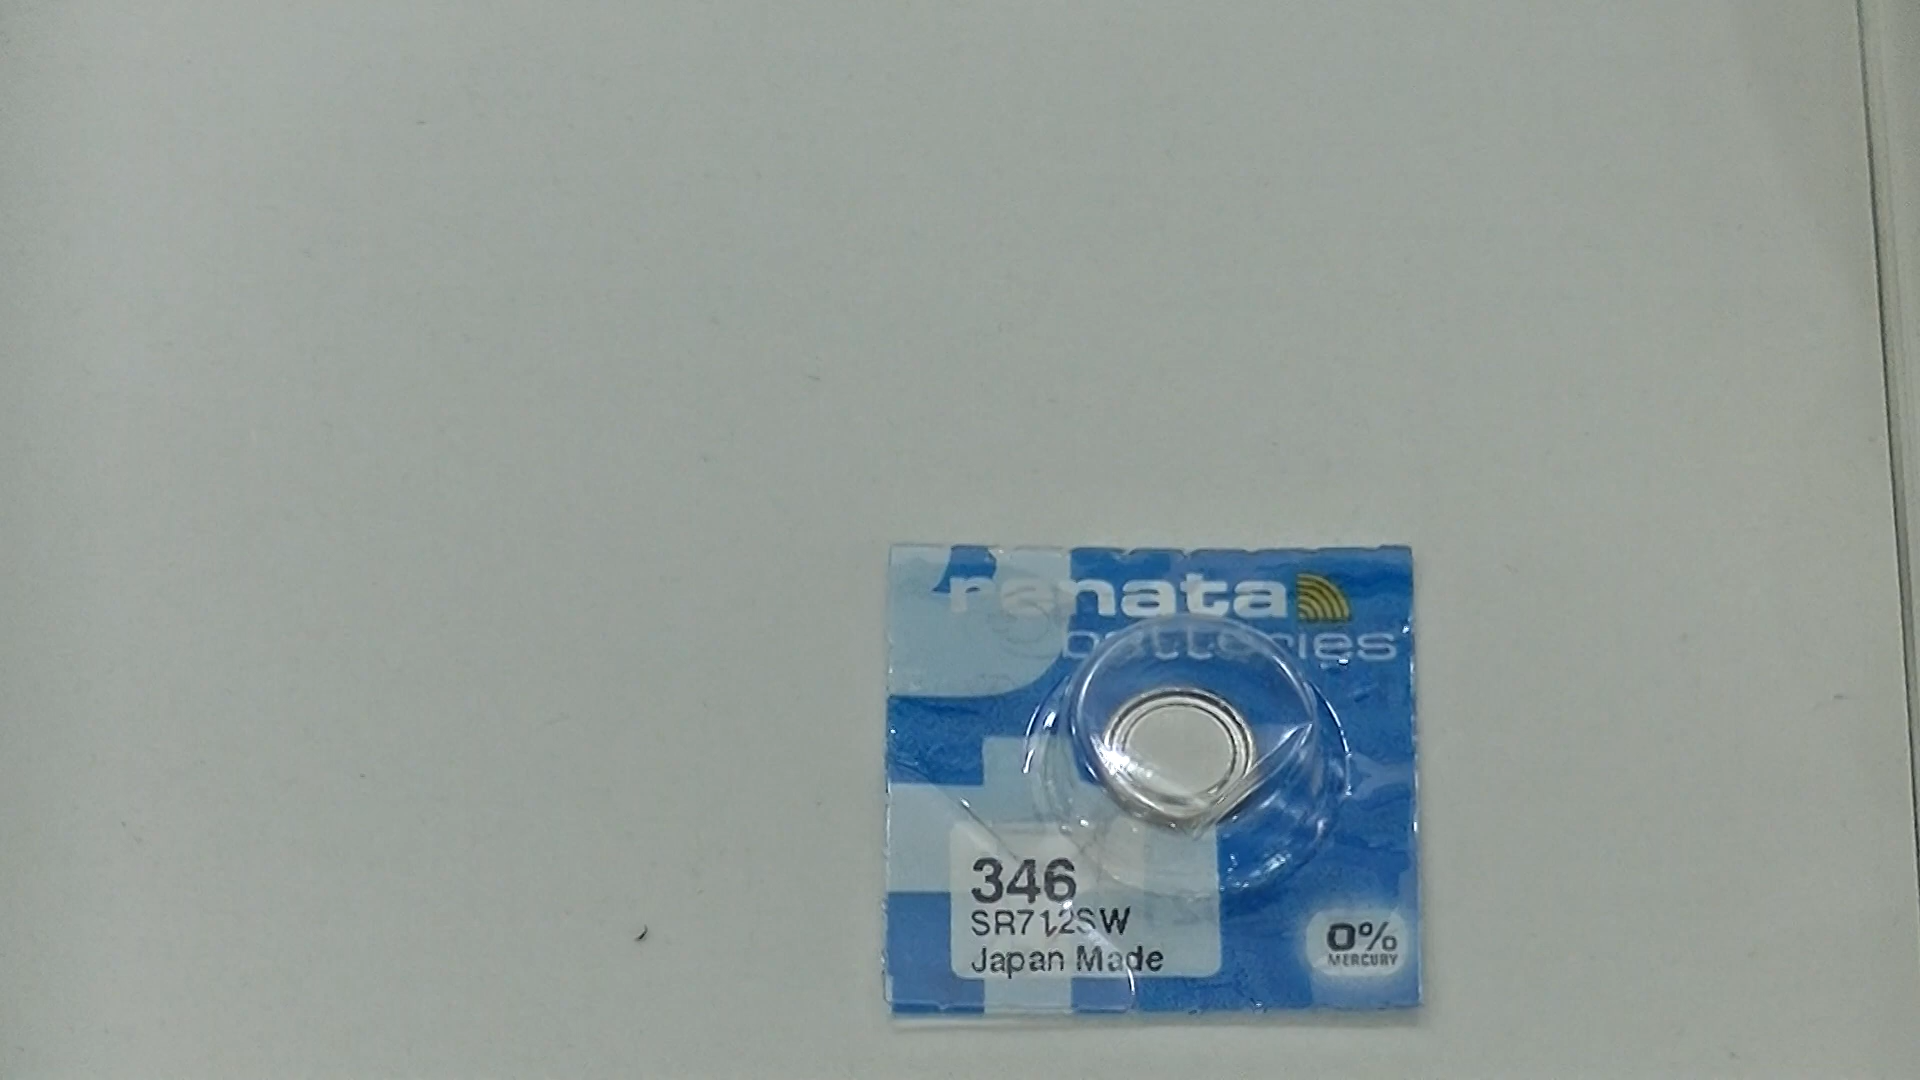 renata
batteries
346
SR712SW
Japan Made
0%
MERCURY